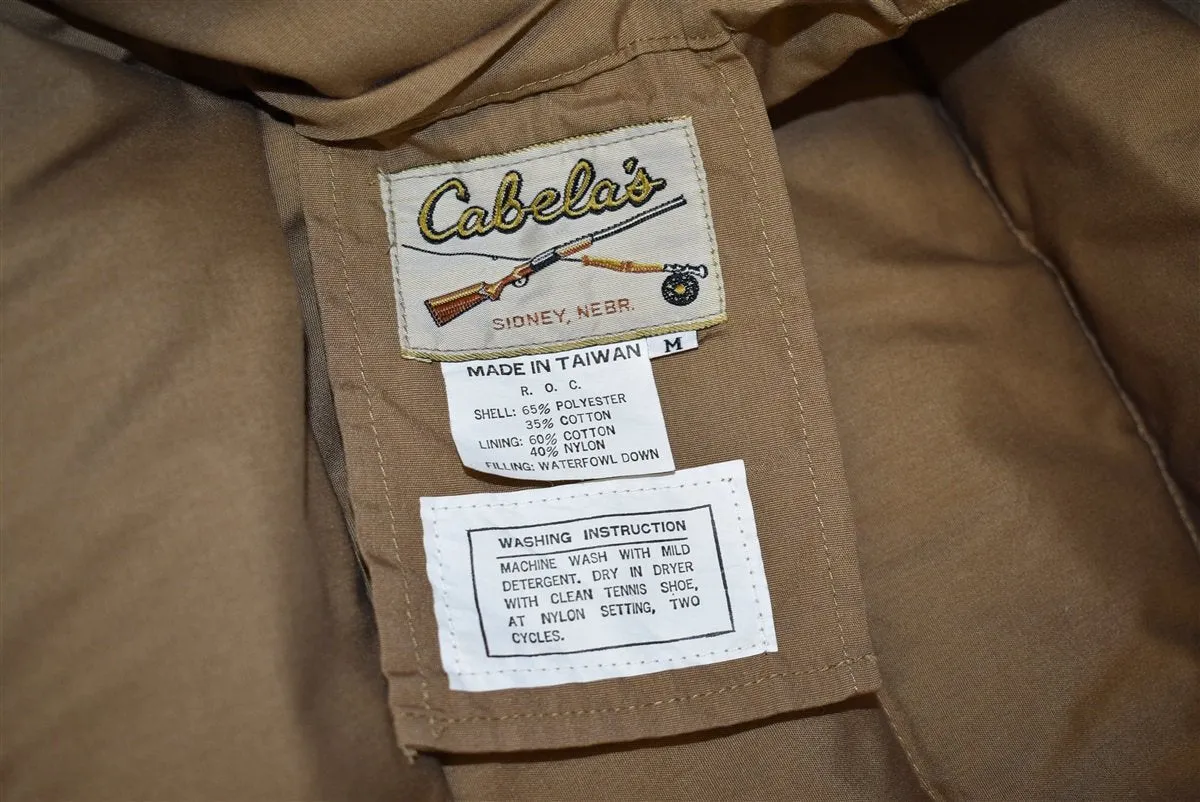 Cabela's
SIDNEY, NEBR.
M
MADE IN TAIWAN
R. O. C.
SHELL: 65% POLYESTER
35% COTTON
LINING: 60% COTTON
40% NYLON
FILLING: WATERFOWL DOWN
WASHING INSTRUCTION
MACHINE WASH WITH MILD
DETERGENT. DRY IN DRYER
WITH CLEAN TENNIS SHOE,
AT NYLON SETTING, TWO
CYCLES.